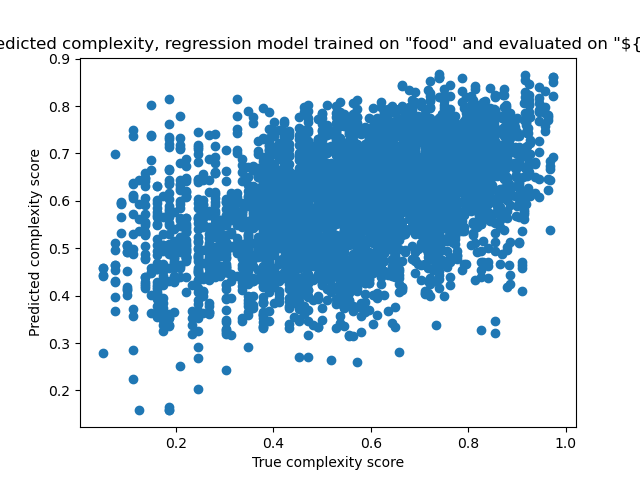 edicted complexity, regression model trained on "food" and evaluated on "${
0.9
0.8
0.7
0.6
0.5
0.4
0.3
0.2
Predicted complexity score
0.2 0.4 0.6 0.8 1.0
True complexity score